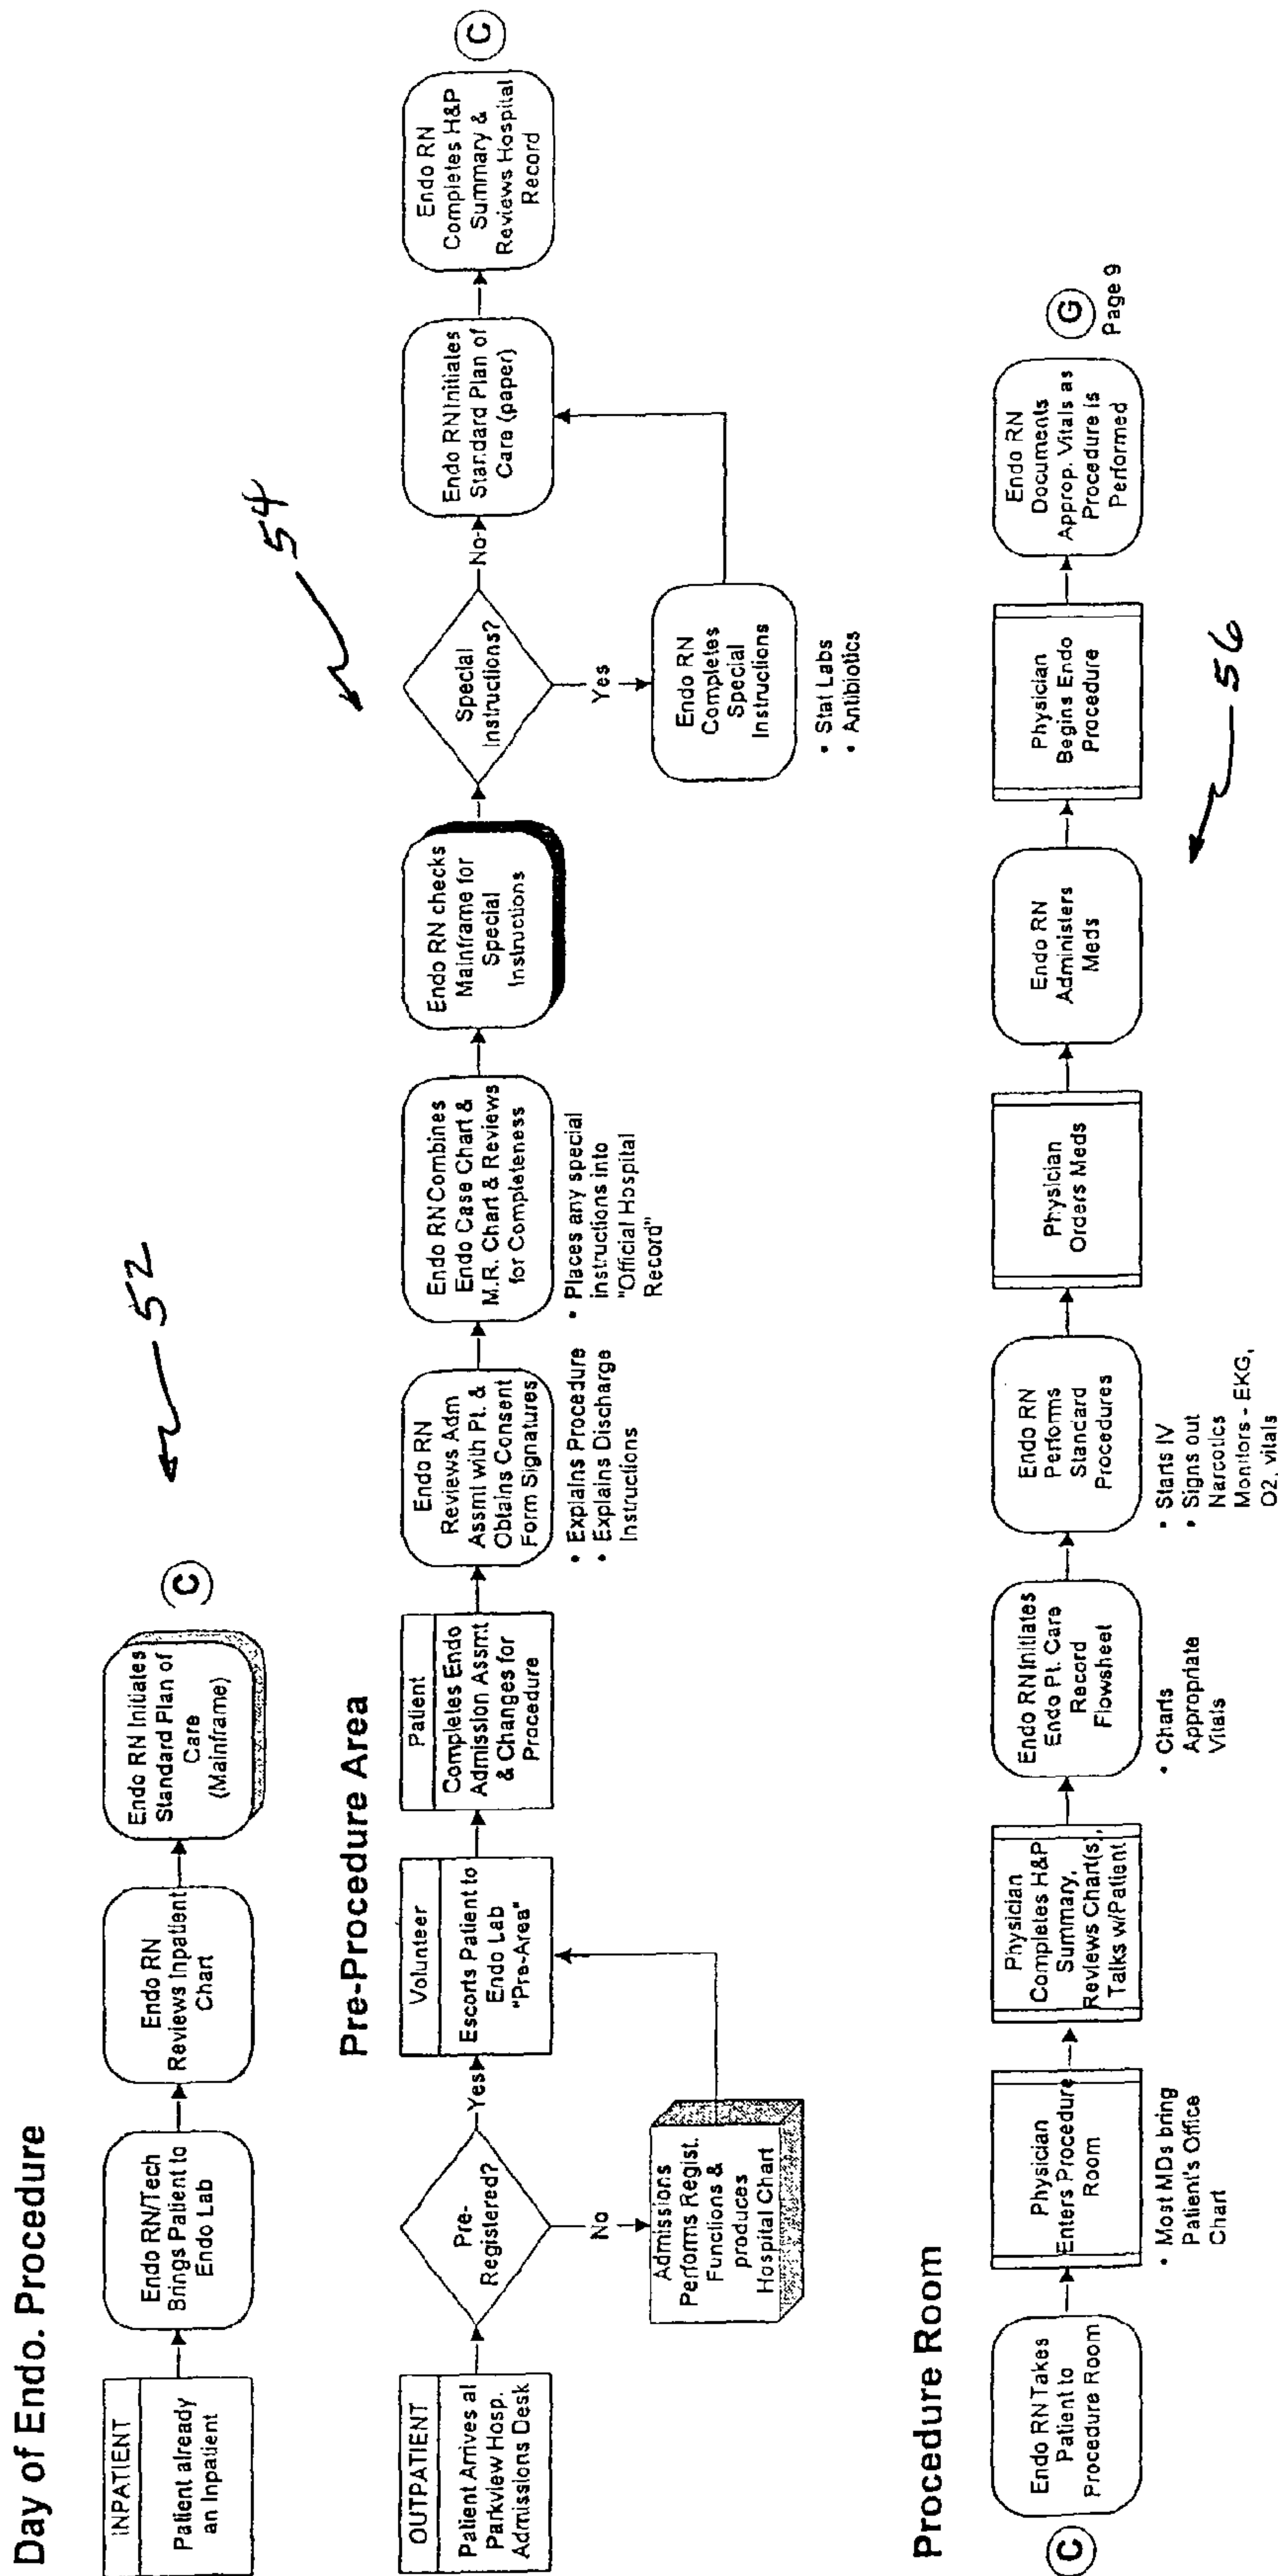 Day of Endo. Procedure
52
INPATIENT
Patient already
an Inpatient
Endo RN/Tech
Brings Patient to
Endo Lab
Endo RN
Reviews Inpatient
Chart
Endo RN Initiates
Standard Plan of
Care
(Mainframe)
C
Pre-Procedure Area
54
OUTPATIENT
Patient Arrives at
Parkview Hosp.
Admissions Desk
Pre-
Registered?
Yes
No
Admissions
Performs Regist.
Functions &
produces
Hospital Chart
Volunteer
Escorts Patient to
Endo Lab
"Pre-Area"
Patient
Completes Endo
Admission Assmt
& Changes for
Procedure
Endo RN
Reviews Adm
Assmt with Pt. &
Obtains Consent
Form Signatures
• Explains Procedure
• Explains Discharge
Instructions
Endo RN Combines
Endo Case Chart &
M.R. Chart & Reviews
for Completeness
• Places any special
instructions into
"Official Hospital
Record"
Endo RN checks
Mainframe for
Special
Instructions
Special
Instructions?
No
Yes
Endo RN
Completes
Special
Instructions
• Stat Labs
• Antibiotics
Endo RN Initiales
Standard Plan of
Care (paper)
Endo RN
Completes H&P
Summary &
Reviews Hospital
Record
C
Procedure Room
56
C
Endo RN Takes
Patient to
Procedure Room
Physician
Enters Procedure
Room
• Most MDs bring
Patient's Office
Chart
Physician
Completes H&P
Summary,
Reviews Chart(s),
Talks w/Patient
Endo RN Initiates
Endo Pt. Care
Record
Flowsheet
• Charts
Appropriate
Vitals
Endo RN
Performs
Standard
Procedures
• Starts IV
• Signs out
Narcotics
Monitors - EKG,
O2, vitals
Physician
Orders Meds
Endo RN
Administers
Meds
Physician
Begins Endo
Procedure
Endo RN
Documents
Approp. Vitals as
Procedure is
Performed
G
Page 9